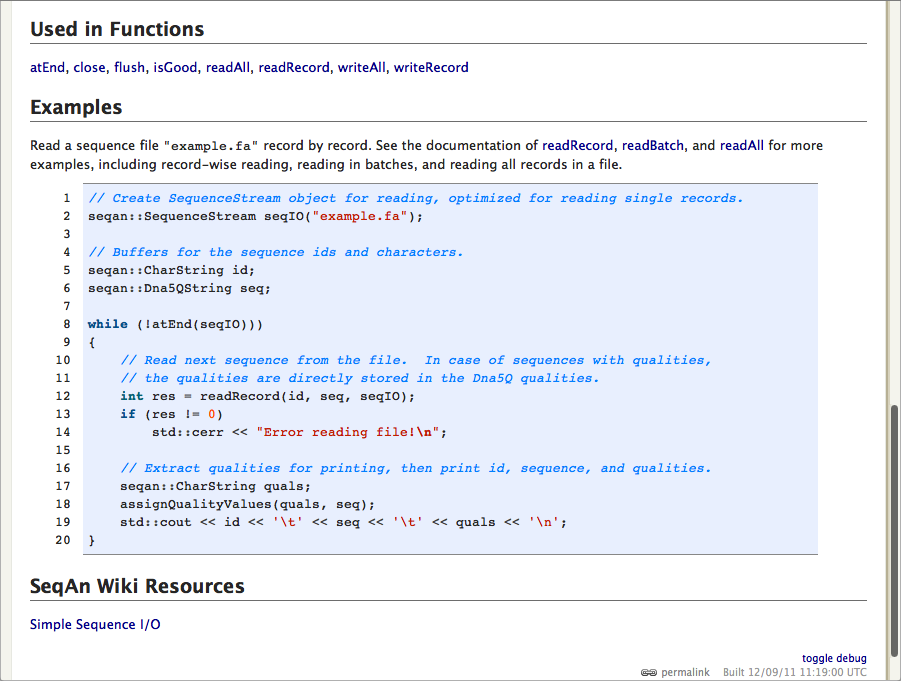 Used in Functions
atEnd, close, flush, isGood, readAll, readRecord, writeAll, writeRecord
Examples
Read a sequence file "example.fa" record by record. See the documentation of readRecord, readBatch, and readAll for more
examples, including record-wise reading, reading in batches, and reading all records in a file.
1 // Create SequenceStream object for reading, optimized for reading single records.
2 seqan::SequenceStream seqIO("example.fa");
3
4 // Buffers for the sequence ids and characters.
5 seqan::CharString id;
6 seqan::Dna5QString seq;
7
8 while (!atEnd(seqIO)))
9 {
10     // Read next sequence from the file.  In case of sequences with qualities,
11     // the qualities are directly stored in the Dna5Q qualities.
12     int res = readRecord(id, seq, seqIO);
13     if (res != 0)
14         std::cerr << "Error reading file!\n";
15
16     // Extract qualities for printing, then print id, sequence, and qualities.
17     seqan::CharString quals;
18     assignQualityValues(quals, seq);
19     std::cout << id << '\t' << seq << '\t' << quals << '\n';
20 }
SeqAn Wiki Resources
Simple Sequence I/O
toggle debug
permalink Built 12/09/11 11:19:00 UTC